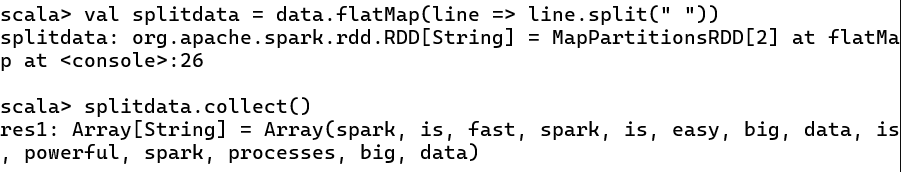 scala> val splitdata = data.flatMap(line => line.split(" "))
splitdata: org.apache.spark.rdd.RDD[String] = MapPartitionsRDD[2] at flatMa
p at <console>:26
scala> splitdata.collect()
res1: Array[String] = Array(spark, is, fast, spark, is, easy, big, data, is
, powerful, spark, processes, big, data)